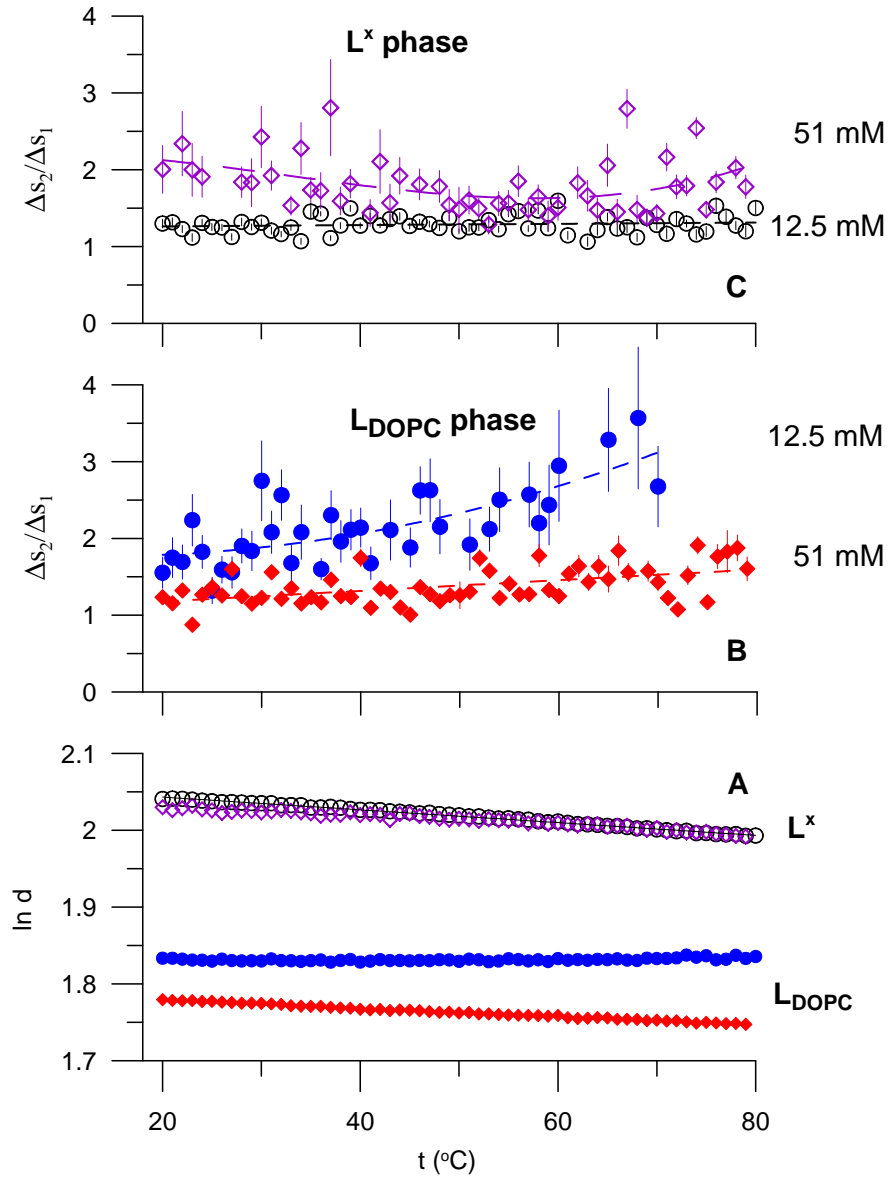 4
3
2
1
0
Δs₂/Δs₁
Lˣ phase
51 mM
12.5 mM
C
4
3
2
1
0
Δs₂/Δs₁
L_DOPC phase
12.5 mM
51 mM
B
2.1
2
1.9
1.8
1.7
ln d
A
Lˣ
L_DOPC
20
40
60
80
t (°C)